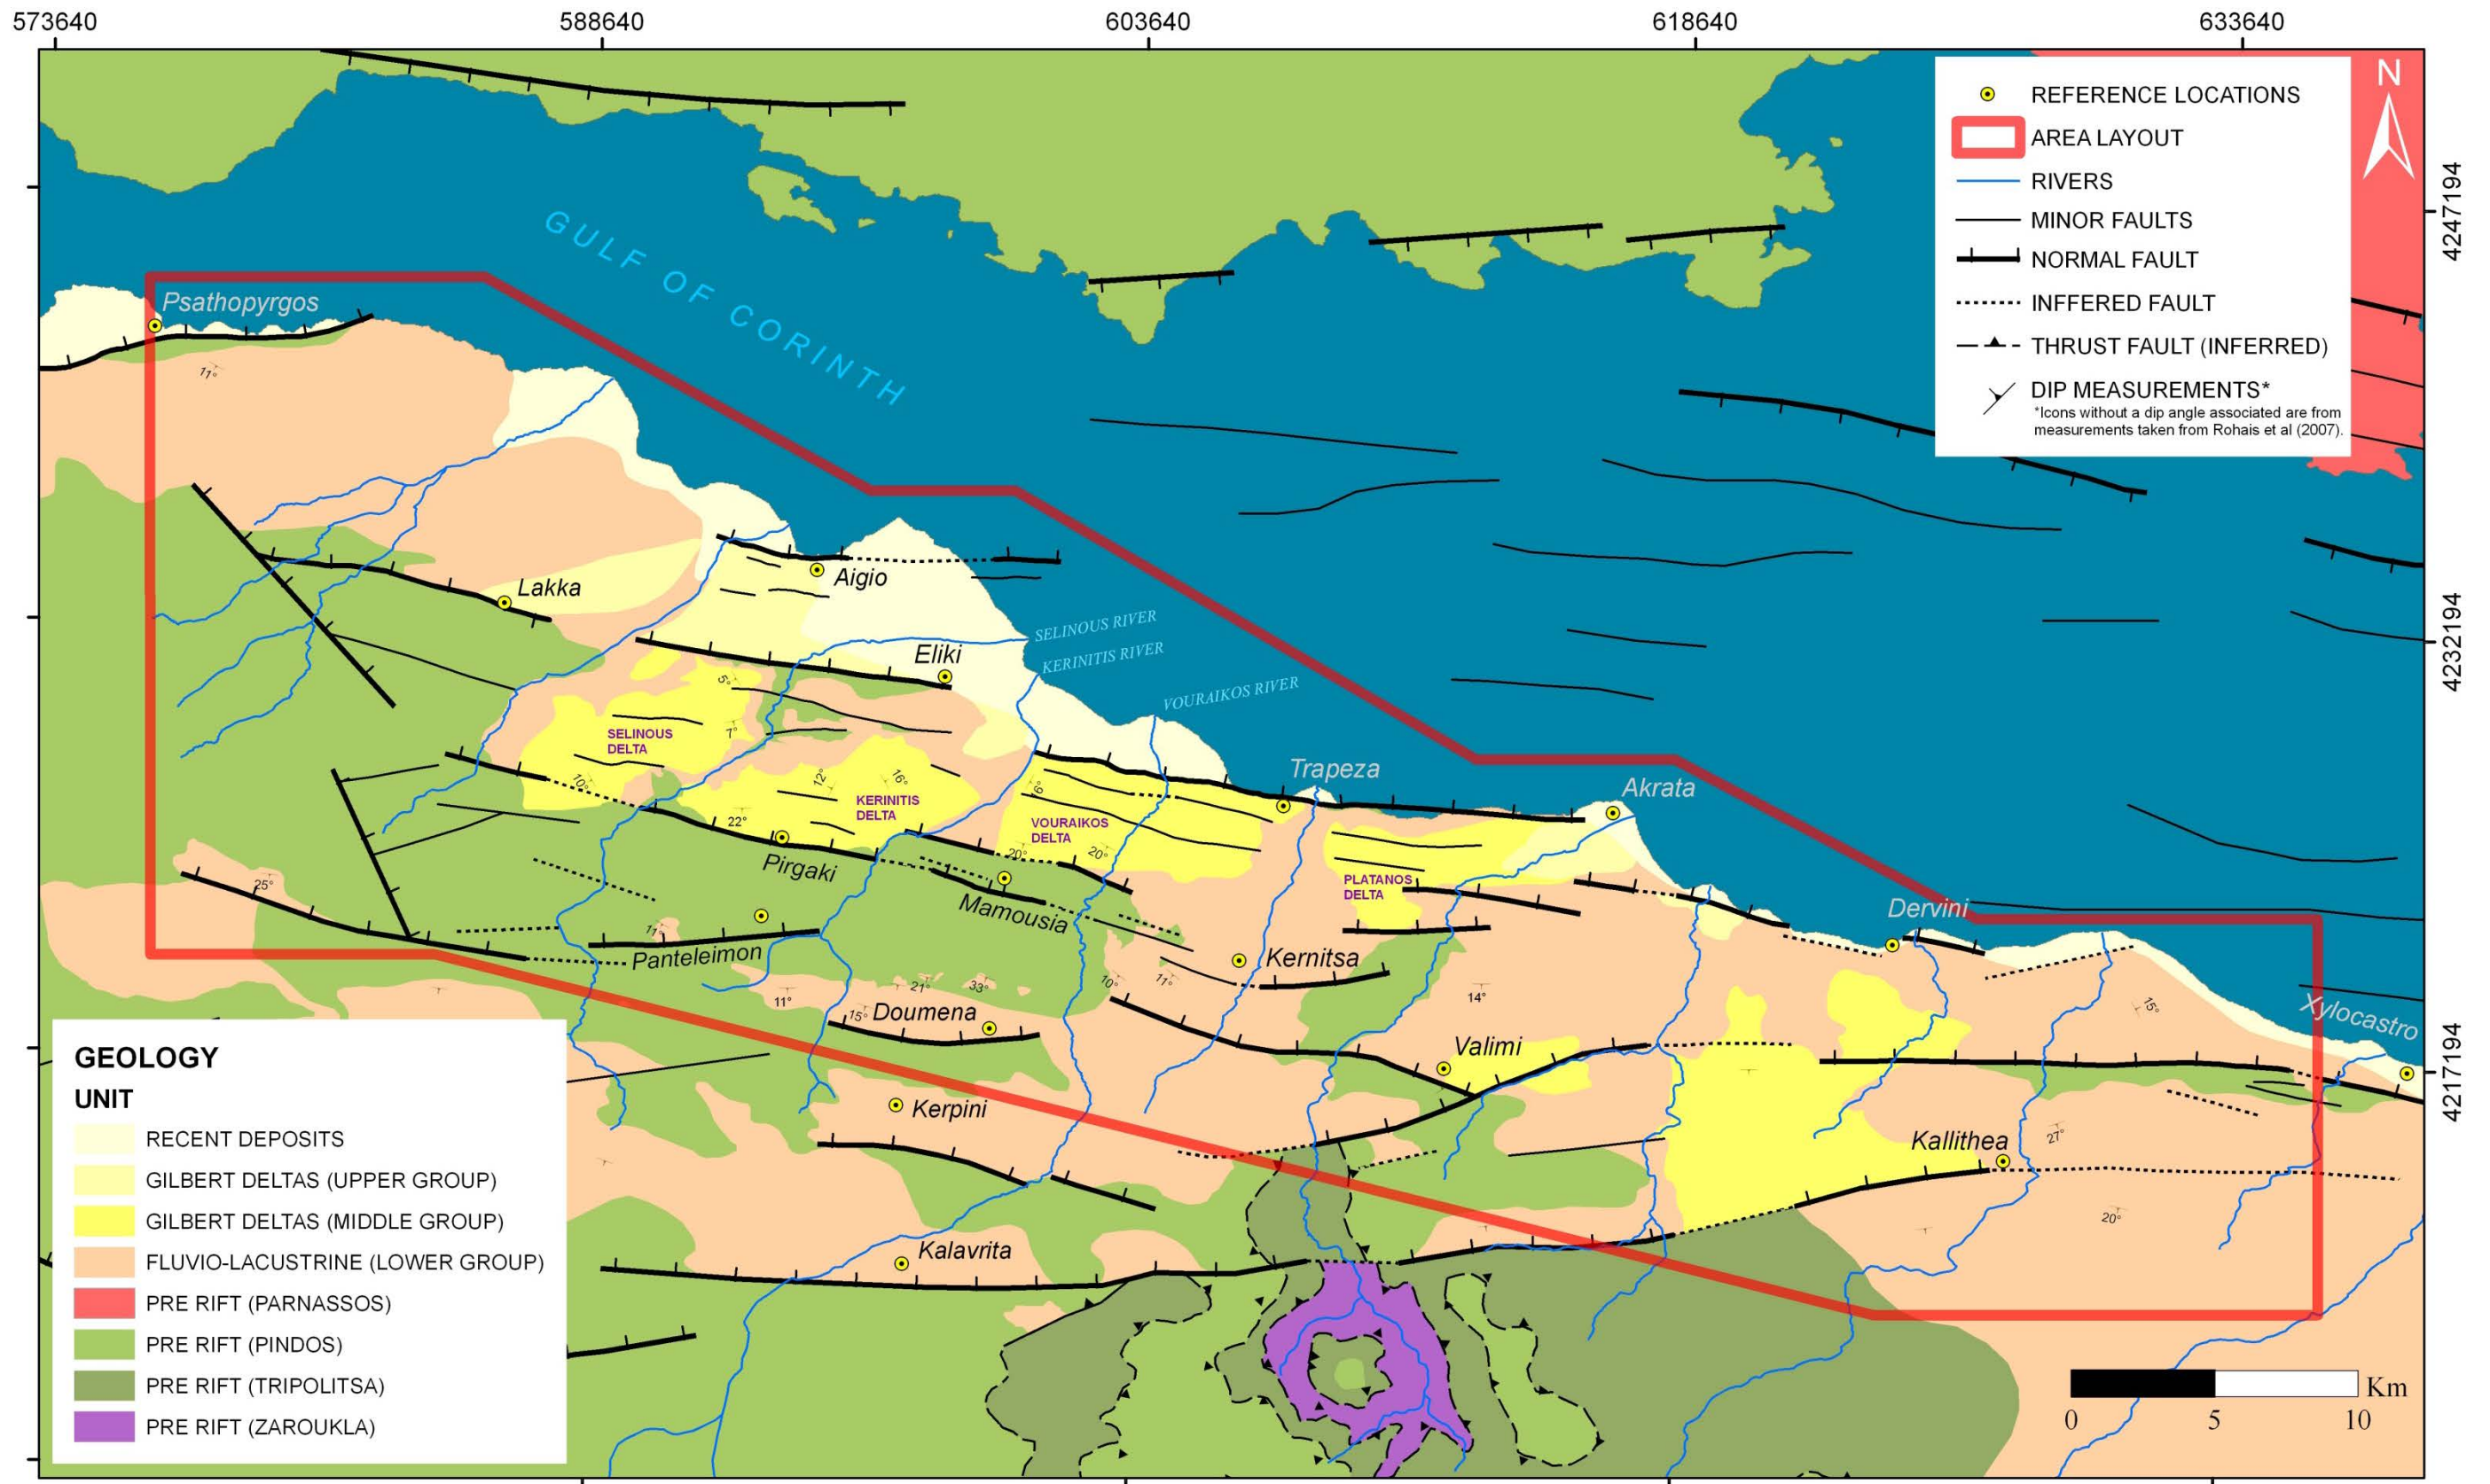 573640
588640
603640
618640
633640
N
REFERENCE LOCATIONS
AREA LAYOUT
RIVERS
MINOR FAULTS
NORMAL FAULT
INFFERED FAULT
THRUST FAULT (INFERRED)
DIP MEASUREMENTS*
*Icons without a dip angle associated are from
measurements taken from Rohais et al (2007).
4247194
4232194
4217194
GULF OF CORINTH
Psathopyrgos
11°
Lakka
Aigio
SELINOUS RIVER
KERINITIS RIVER
VOURAIKOS RIVER
Eliki
5°
7°
SELINOUS
DELTA
10°
12°
16°
6°
22°
KERINITIS
DELTA
VOURAIKOS
DELTA
20°
20°
Trapeza
Akrata
Pirgaki
PLATANOS
DELTA
25°
Mamousia
Dervini
11°
Panteleimon
Kernitsa
10°
11°
21°
33°
11°
14°
15°
15°
Doumena
Xylocastro
Valimi
Kerpini
Kallithea
27°
20°
Kalavrita
GEOLOGY
UNIT
RECENT DEPOSITS
GILBERT DELTAS (UPPER GROUP)
GILBERT DELTAS (MIDDLE GROUP)
FLUVIO-LACUSTRINE (LOWER GROUP)
PRE RIFT (PARNASSOS)
PRE RIFT (PINDOS)
PRE RIFT (TRIPOLITSA)
PRE RIFT (ZAROUKLA)
Km
0 5 10